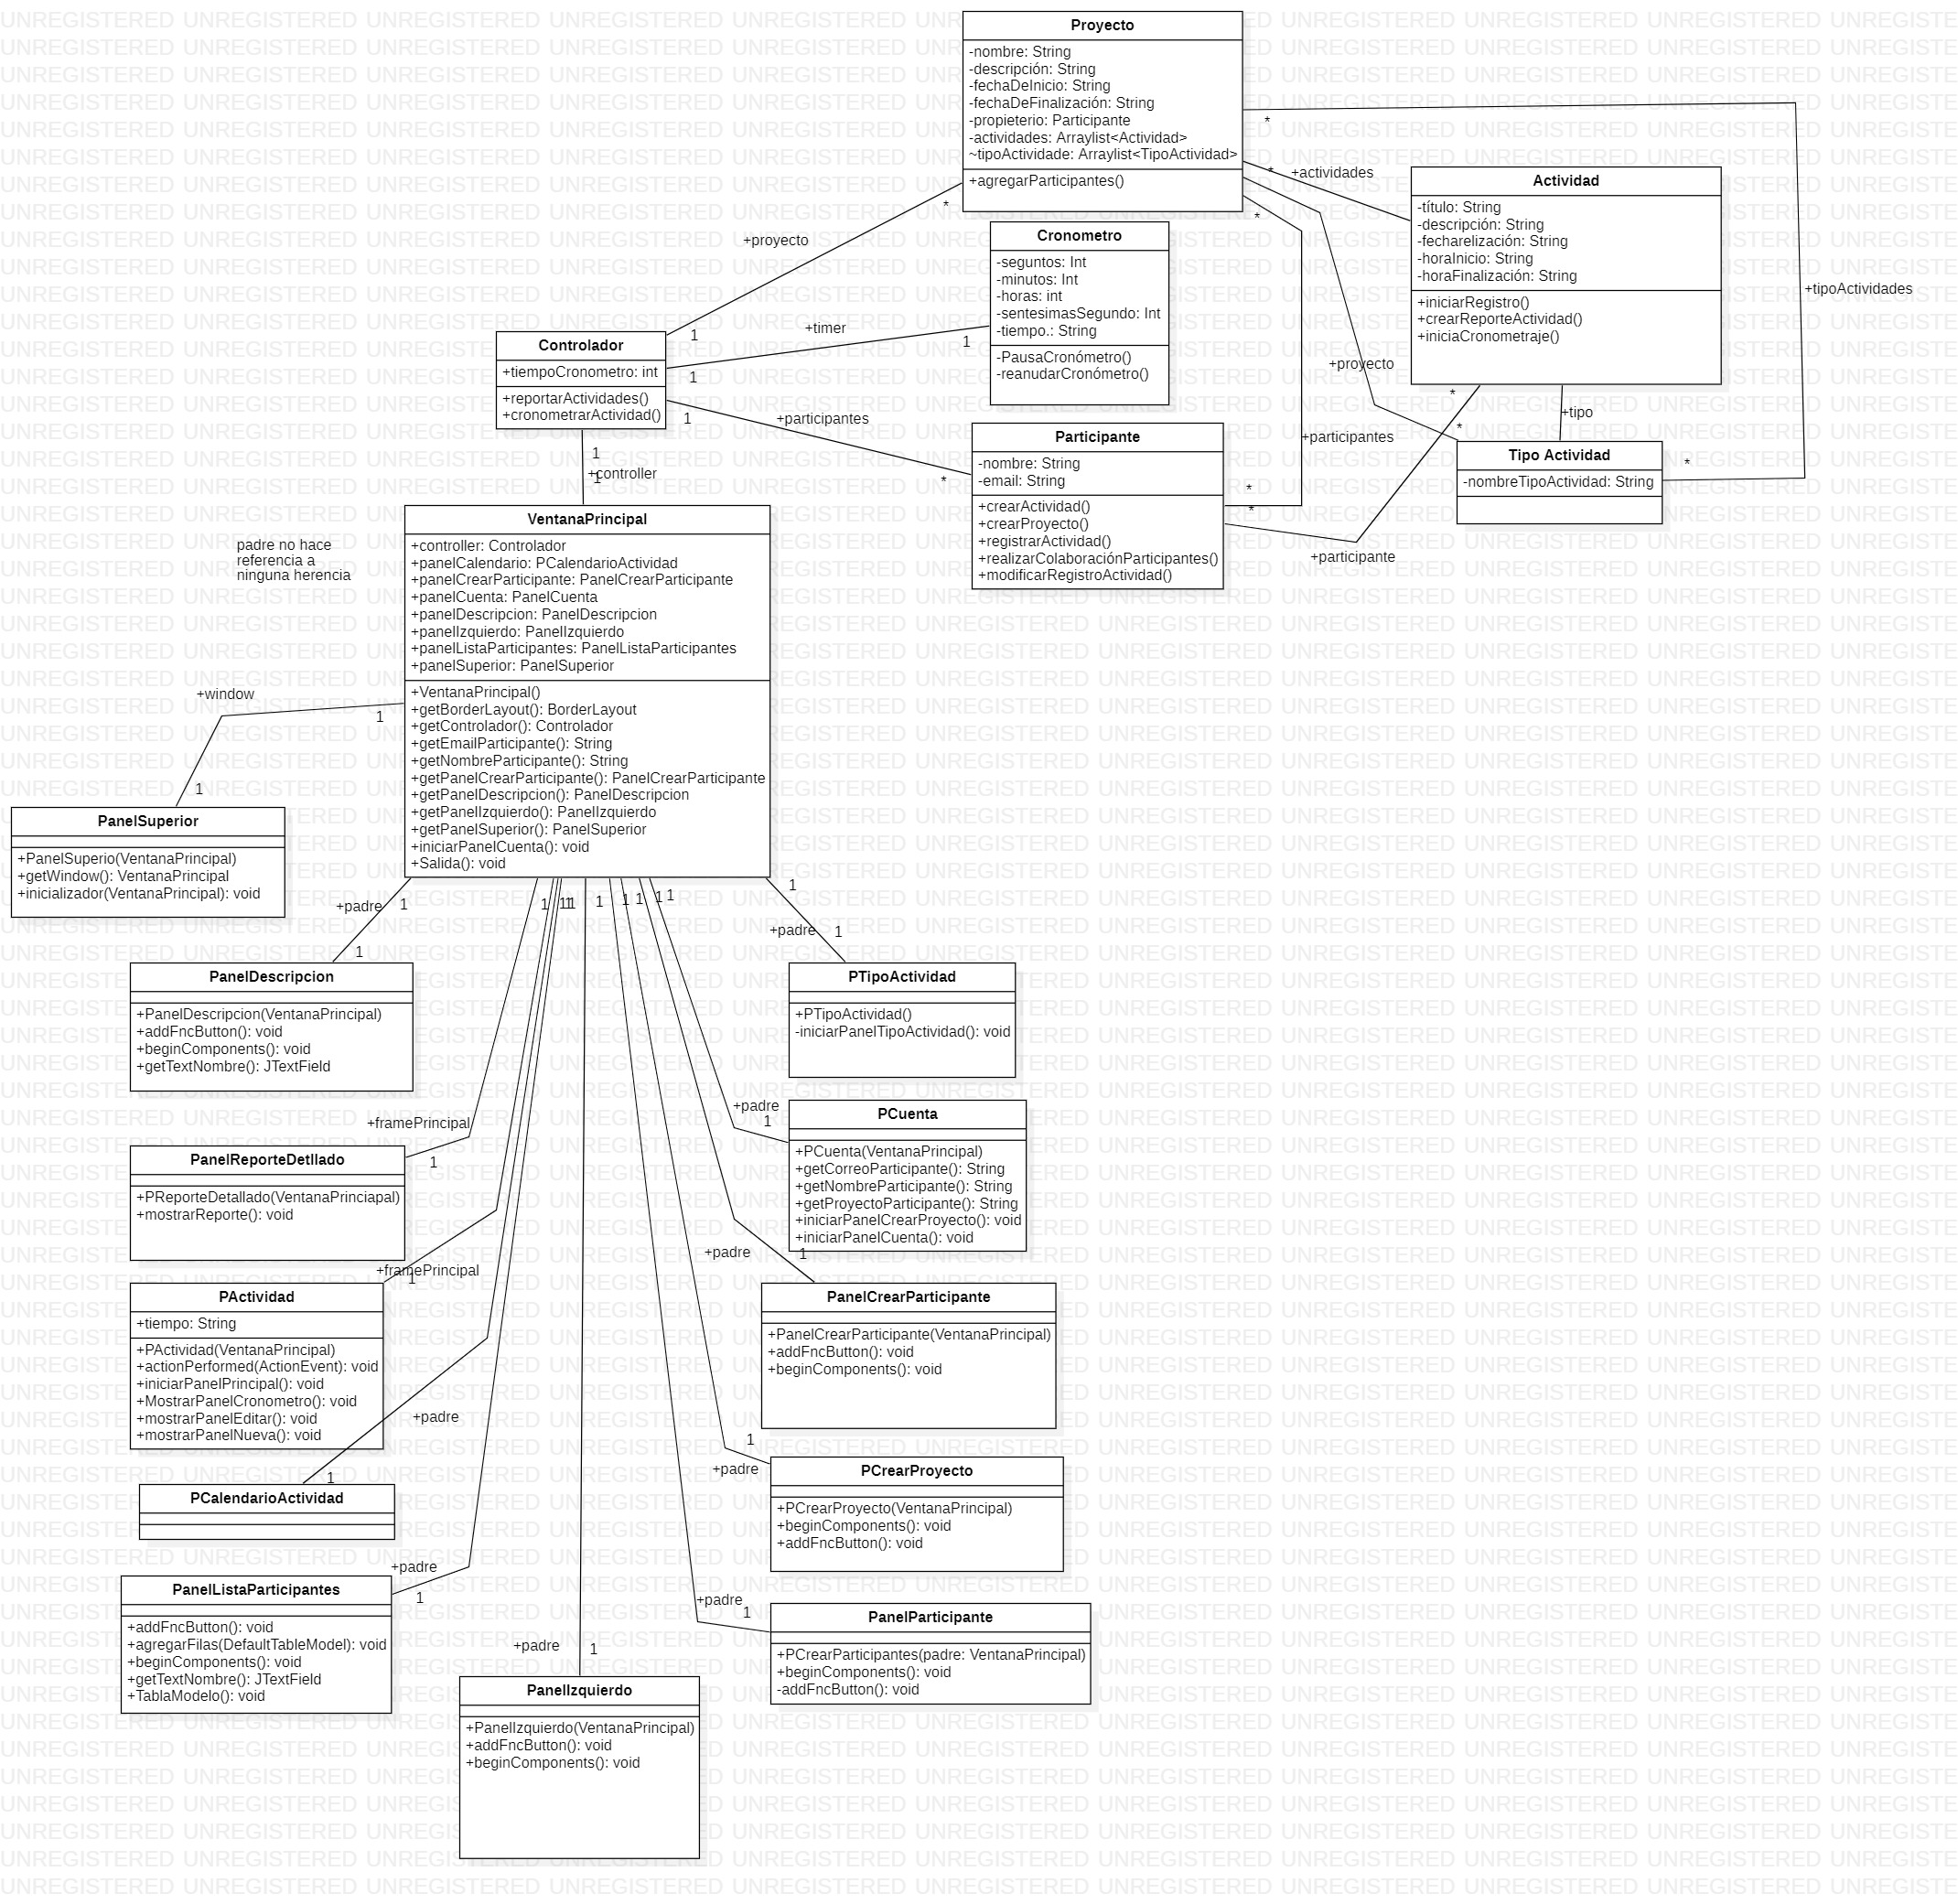 Proyecto
-nombre: String
-descripción: String
-fechaDeInicio: String
-fechaDeFinalización: String
-propieterio: Participante
-actividades: Arraylist<Actividad>
~tipoActividade: Arraylist<TipoActividad>
+agregarParticipantes()
*
*
*
*
+actividades
+proyecto
Actividad
-título: String
-descripción: String
-fecharelización: String
-horaInicio: String
-horaFinalización: String
+iniciarRegistro()
+crearReporteActividad()
+iniciaCronometraje()
+tipoActividades
Cronometro
-seguntos: Int
-minutos: Int
-horas: int
-sentesimasSegundo: Int
-tiempo.: String
-PausaCronómetro()
-reanudarCronómetro()
+timer
1
1
1
1
Controlador
+tiempoCronometro: int
+reportarActividades()
+cronometrarActividad()
+proyecto
*
+tipo
*
*
+participantes
+participantes
Participante
-nombre: String
-email: String
+crearActividad()
+crearProyecto()
+registrarActividad()
+realizarColaboraciónParticipantes()
+modificarRegistroActividad()
*
*
*
+participante
Tipo Actividad
-nombreTipoActividad: String
1
+controller
1
padre no hace
referencia a
ninguna herencia
VentanaPrincipal
+controller: Controlador
+panelCalendario: PCalendarioActividad
+panelCrearParticipante: PanelCrearParticipante
+panelCuenta: PanelCuenta
+panelDescripcion: PanelDescripcion
+panelIzquierdo: PanelIzquierdo
+panelListaParticipantes: PanelListaParticipantes
+panelSuperior: PanelSuperior
+VentanaPrincipal()
+getBorderLayout(): BorderLayout
+getControlador(): Controlador
+getEmailParticipante(): String
+getNombreParticipante(): String
+getPanelCrearParticipante(): PanelCrearParticipante
+getPanelDescripcion(): PanelDescripcion
+getPanelIzquierdo(): PanelIzquierdo
+getPanelSuperior(): PanelSuperior
+iniciarPanelCuenta(): void
+Salida(): void
+window
1
1
PanelSuperior
+PanelSuperio(VentanaPrincipal)
+getWindow(): VentanaPrincipal
+inicializador(VentanaPrincipal): void
+padre
1
1
1
1
1
1
1
1
1
1
1
1
+padre
1
1
PanelDescripcion
+PanelDescripcion(VentanaPrincipal)
+addFncButton(): void
+beginComponents(): void
+getTextNombre(): JTextField
PTipoActividad
+PTipoActividad()
-iniciarPanelTipoActividad(): void
+framePrincipal
1
PanelReporteDetllado
+PReporteDetallado(VentanaPrinciapal)
+mostrarReporte(): void
+padre
1
PCuenta
+PCuenta(VentanaPrincipal)
+getCorreoParticipante(): String
+getNombreParticipante(): String
+getProyectoParticipante(): String
+iniciarPanelCrearProyecto(): void
+iniciarPanelCuenta(): void
+framePrincipal
1
PActividad
+tiempo: String
+PActividad(VentanaPrincipal)
+actionPerformed(ActionEvent): void
+iniciarPanelPrincipal(): void
+MostrarPanelCronometro(): void
+mostrarPanelEditar(): void
+mostrarPanelNueva(): void
+padre
1
PanelCrearParticipante
+PanelCrearParticipante(VentanaPrincipal)
+addFncButton(): void
+beginComponents(): void
+padre
1
PCalendarioActividad
1
+padre
PCrearProyecto
+PCrearProyecto(VentanaPrincipal)
+beginComponents(): void
+addFncButton(): void
+padre
1
PanelListaParticipantes
+addFncButton(): void
+agregarFilas(DefaultTableModel): void
+beginComponents(): void
+getTextNombre(): JTextField
+TablaModelo(): void
+padre
1
PanelParticipante
+PCrearParticipantes(padre: VentanaPrincipal)
+beginComponents(): void
-addFncButton(): void
+padre
1
PanelIzquierdo
+PanelIzquierdo(VentanaPrincipal)
+addFncButton(): void
+beginComponents(): void